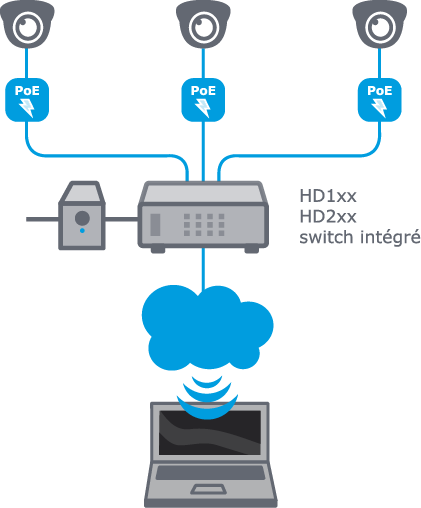 PoE
PoE
PoE
HD1xx
HD2xx
switch intégré